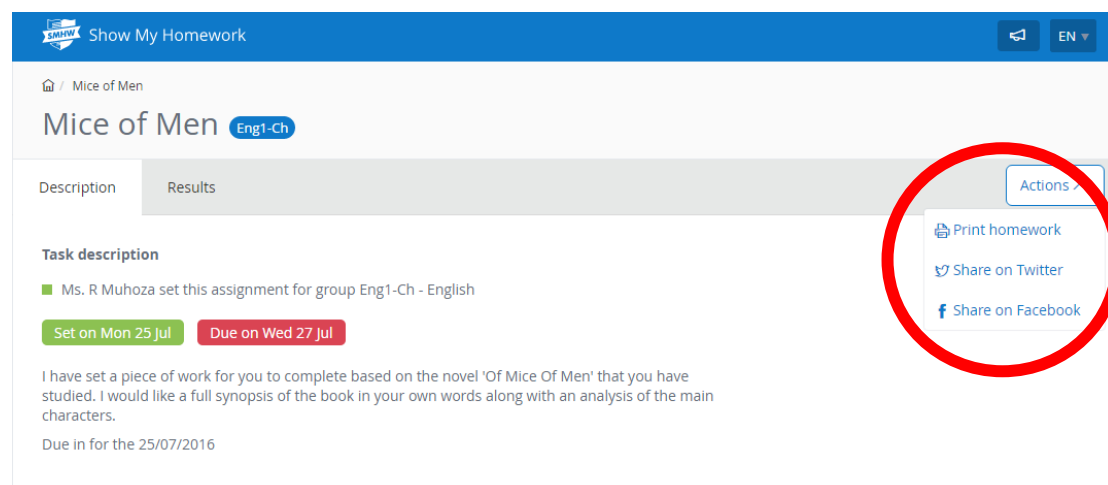 SMHW Show My Homework EN
/ Mice of Men
Mice of Men Eng1-Ch
Description Results Actions
Print homework
Share on Twitter
Share on Facebook
Task description
Ms. R Muhoza set this assignment for group Eng1-Ch - English
Set on Mon 25 Jul Due on Wed 27 Jul
I have set a piece of work for you to complete based on the novel 'Of Mice Of Men' that you have
studied. I would like a full synopsis of the book in your own words along with an analysis of the main
characters.
Due in for the 25/07/2016